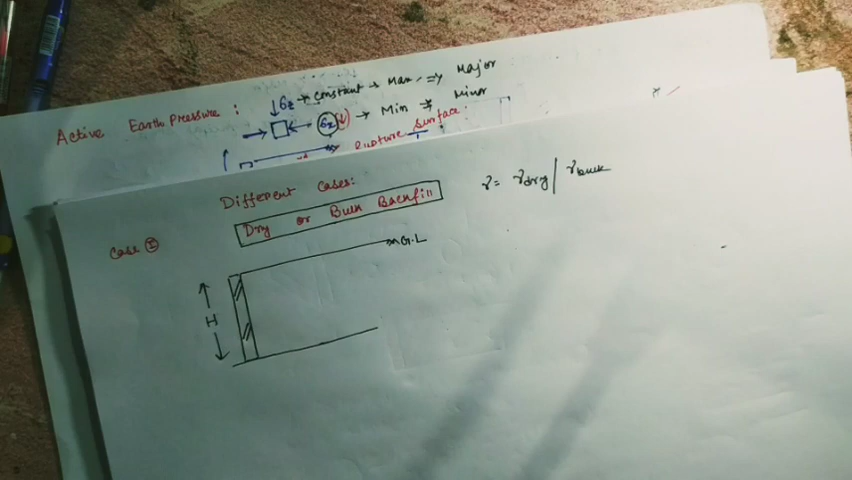 ↓σz → constant → Max. ⇒ Major
Active Earth Pressure : → □ ← σx ↓ → Min ⇒ Minor
Rupture surface
Different Cases:
Dry or Bulk Backfill
γ = γdry / γbulk
Case I
G.L
H